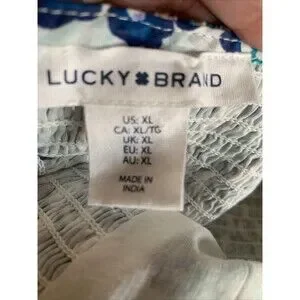 LUCKY BRAND
US: XL
CA: XL/TG
UK: XL
EU: XL
AU: XL
MADE IN
INDIA